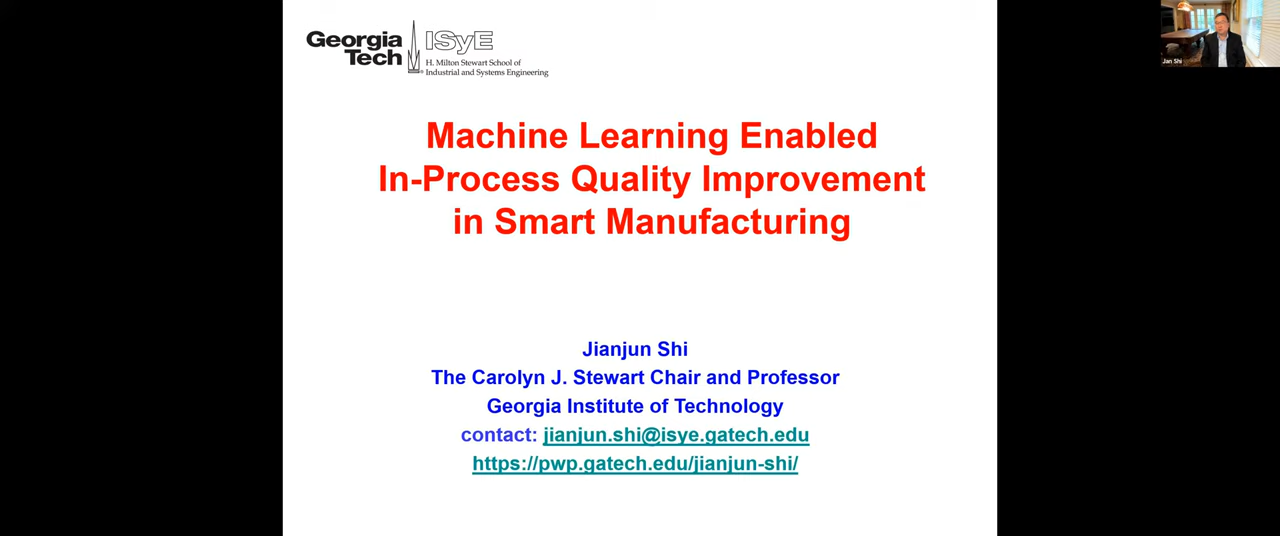 Georgia Tech
ISyE
H. Milton Stewart School of
Industrial and Systems Engineering
Jan Shi
Machine Learning Enabled
In-Process Quality Improvement
in Smart Manufacturing
Jianjun Shi
The Carolyn J. Stewart Chair and Professor
Georgia Institute of Technology
contact: jianjun.shi@isye.gatech.edu
https://pwp.gatech.edu/jianjun-shi/